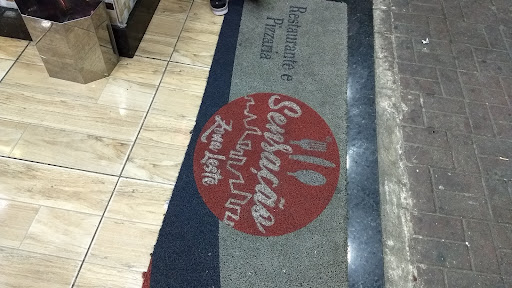 Restaurante e
Pizzaria
Sensação
Zona Leste